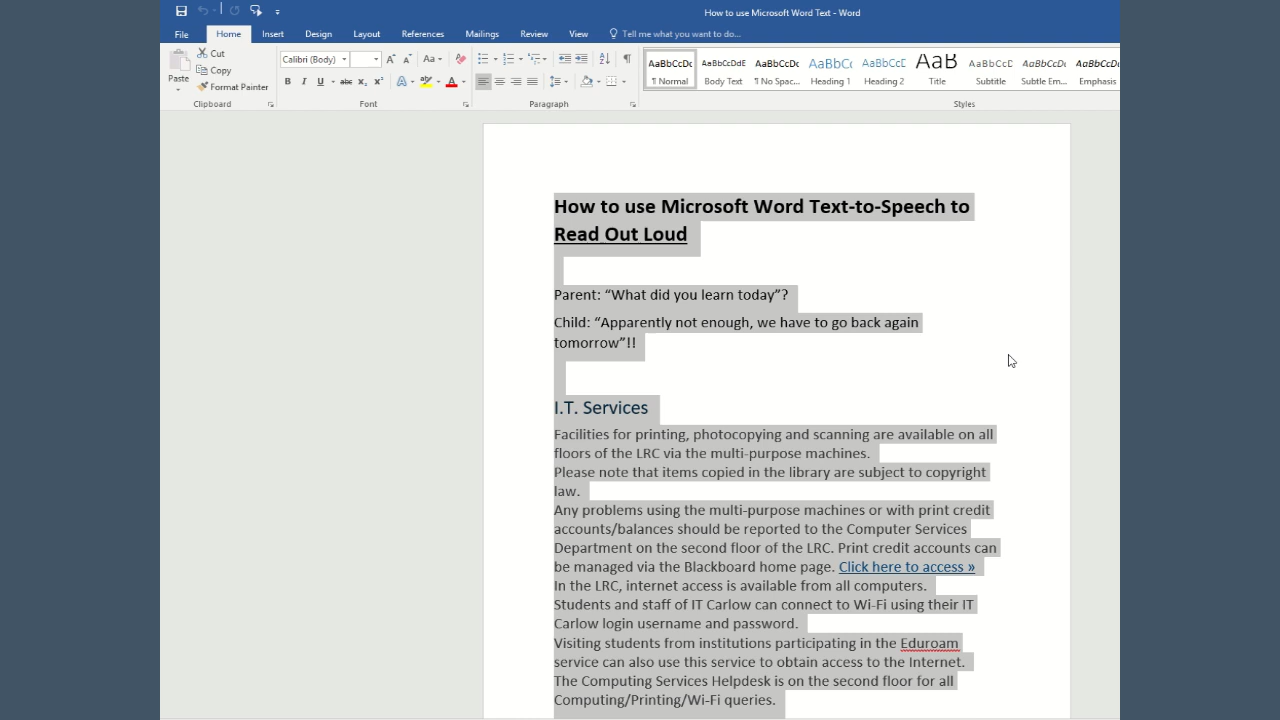 How to use Microsoft Word Text - Word
File Home Insert Design Layout References Mailings Review View Tell me what you want to do...
Cut
Copy
Paste
Format Painter
Clipboard
Calibri (Body)
Aa
B I U abc x₂ x² A A
Font
Paragraph
AaBbCcDc AaBbCcDdE AaBbCcDc AaBbCc AaBbCcD AaB AaBbCcD AaBbCcDc AaBbCcDc
¶ Normal Body Text ¶ No Spac... Heading 1 Heading 2 Title Subtitle Subtle Em... Emphasis
Styles
How to use Microsoft Word Text-to-Speech to
Read Out Loud
Parent: “What did you learn today”?
Child: “Apparently not enough, we have to go back again
tomorrow”!!
I.T. Services
Facilities for printing, photocopying and scanning are available on all
floors of the LRC via the multi-purpose machines.
Please note that items copied in the library are subject to copyright
law.
Any problems using the multi-purpose machines or with print credit
accounts/balances should be reported to the Computer Services
Department on the second floor of the LRC. Print credit accounts can
be managed via the Blackboard home page. Click here to access »
In the LRC, internet access is available from all computers.
Students and staff of IT Carlow can connect to Wi-Fi using their IT
Carlow login username and password.
Visiting students from institutions participating in the Eduroam
service can also use this service to obtain access to the Internet.
The Computing Services Helpdesk is on the second floor for all
Computing/Printing/Wi-Fi queries.